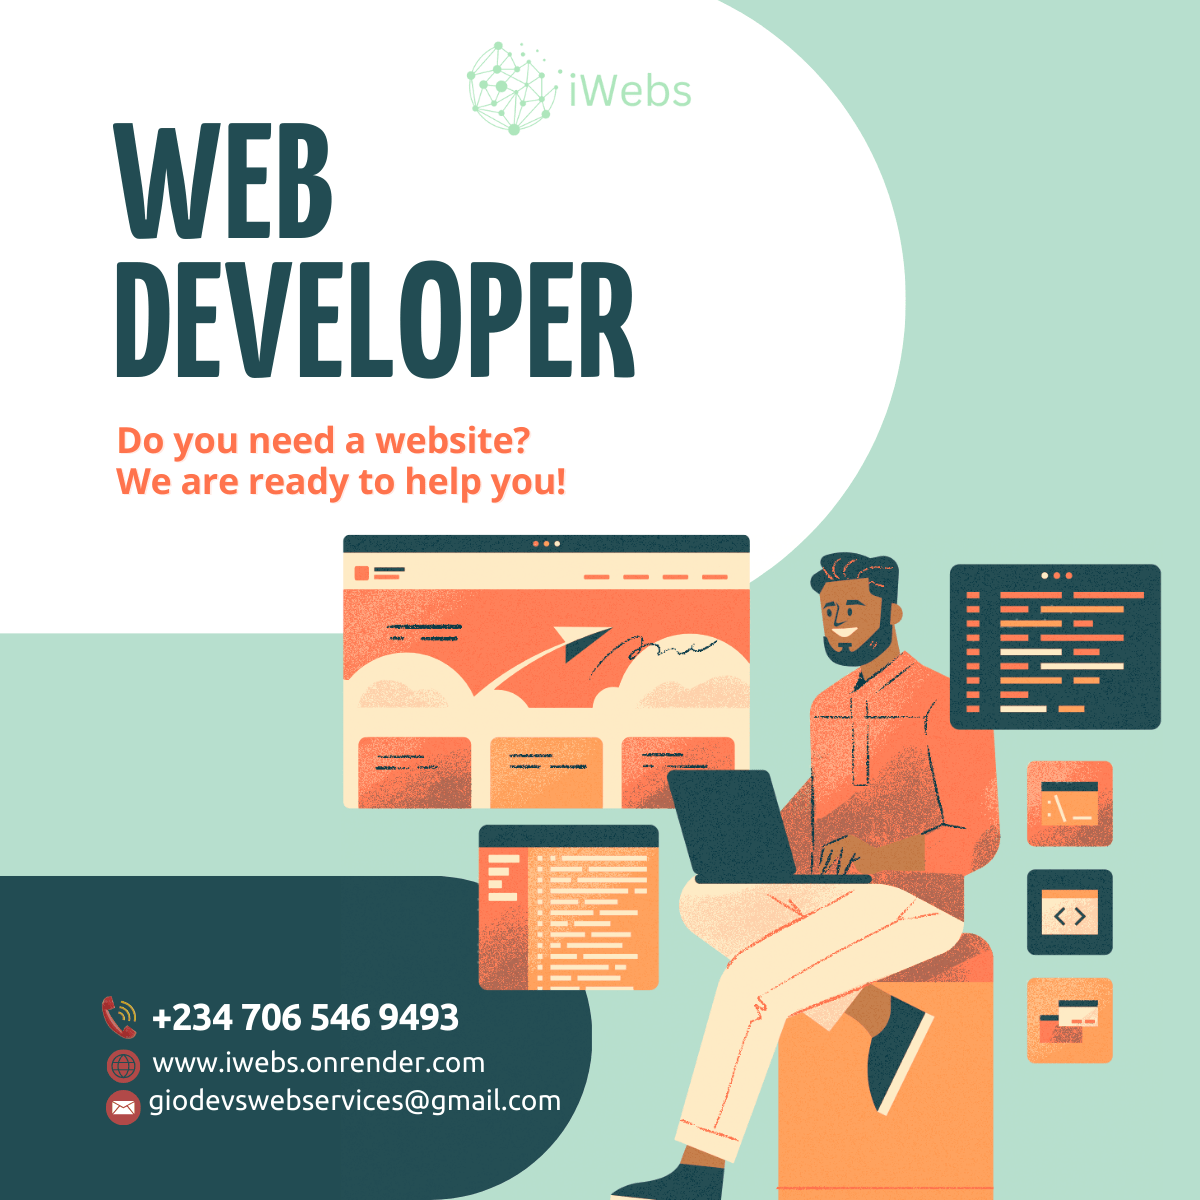 iWebs
WEB
DEVELOPER
Do you need a website?
We are ready to help you!
+234 706 546 9493
www.iwebs.onrender.com
giodevswebservices@gmail.com